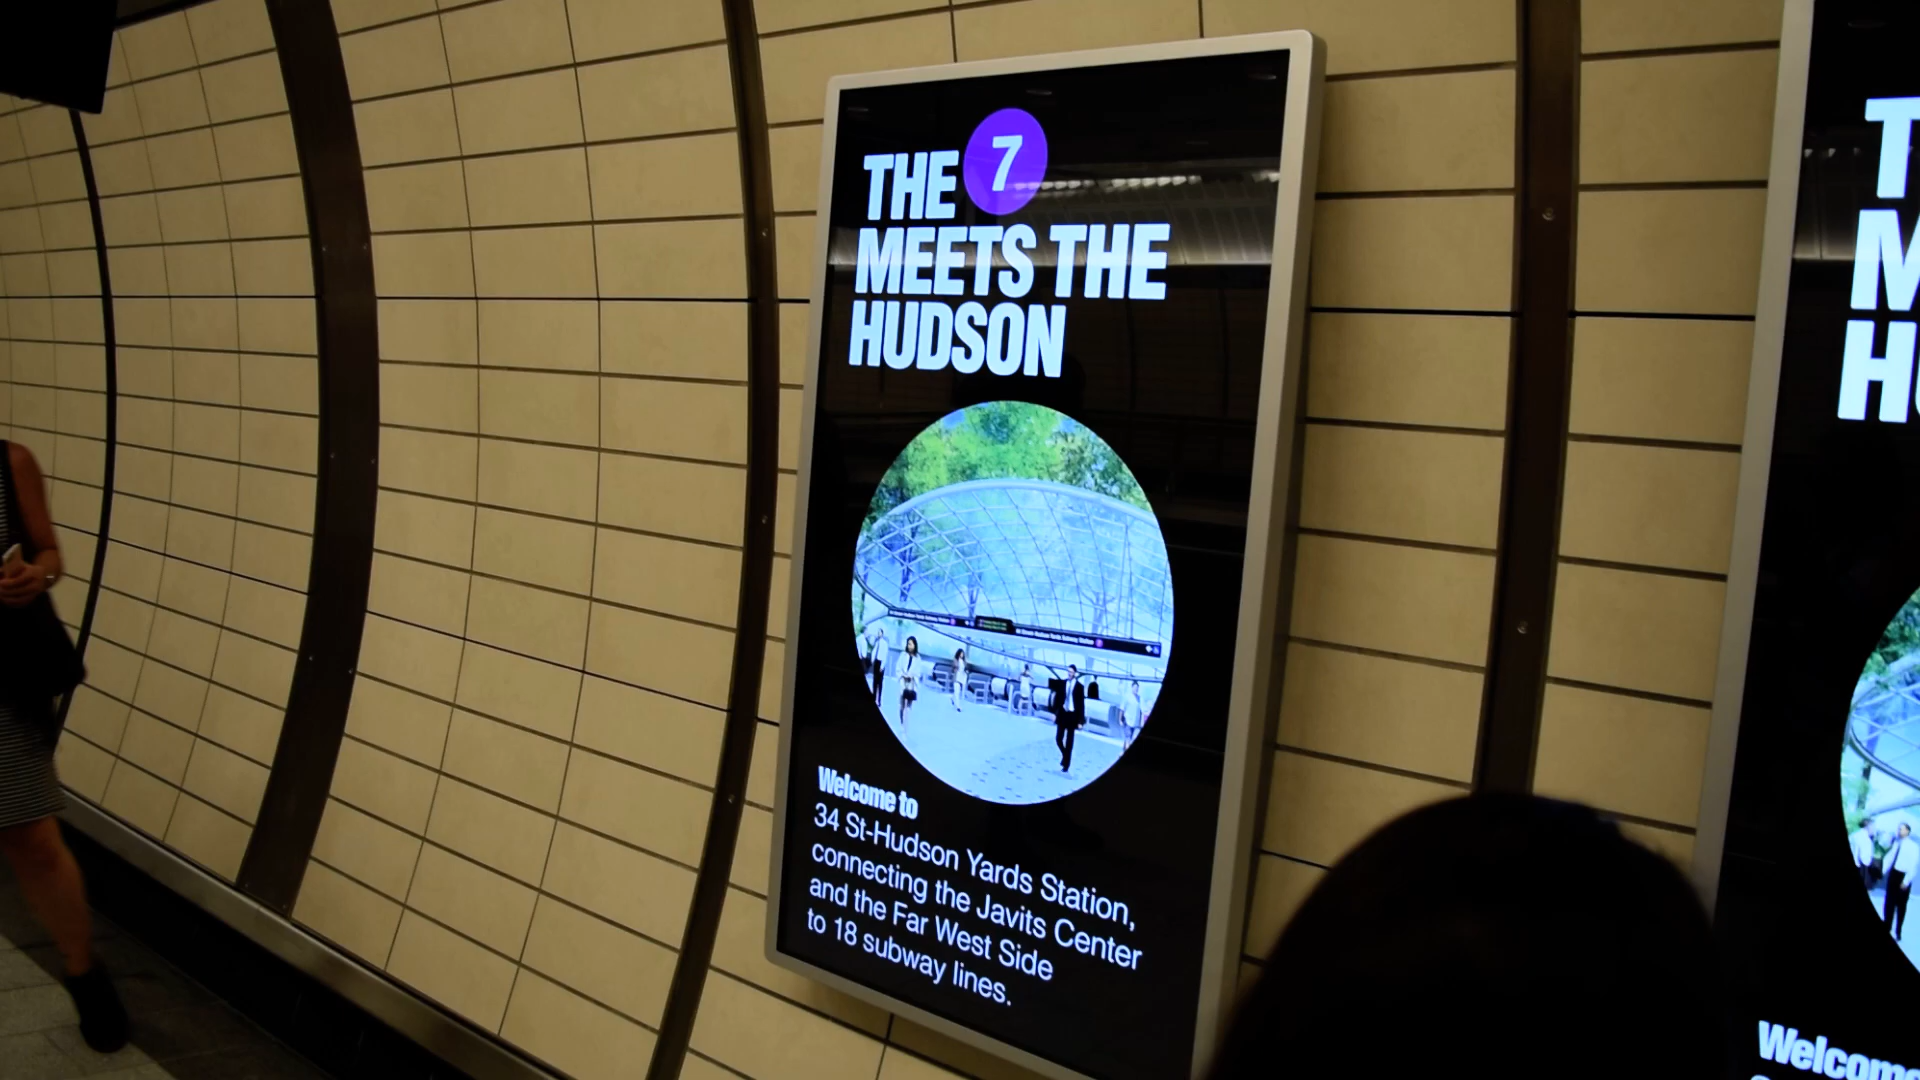 THE 7
MEETS THE
HUDSON
Welcome to
34 St-Hudson Yards Station,
connecting the Javits Center
and the Far West Side
to 18 subway lines.
T
M
H
Welcom